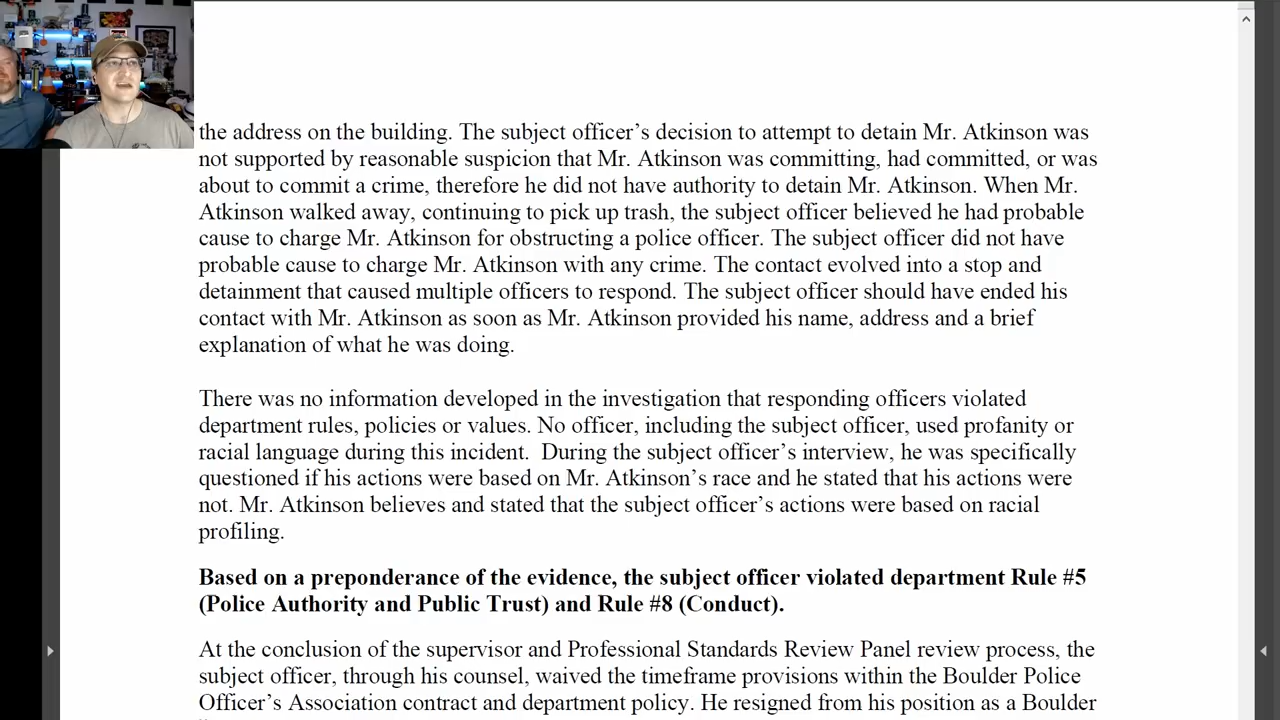 the address on the building. The subject officer’s decision to attempt to detain Mr. Atkinson was
not supported by reasonable suspicion that Mr. Atkinson was committing, had committed, or was
about to commit a crime, therefore he did not have authority to detain Mr. Atkinson. When Mr.
Atkinson walked away, continuing to pick up trash, the subject officer believed he had probable
cause to charge Mr. Atkinson for obstructing a police officer. The subject officer did not have
probable cause to charge Mr. Atkinson with any crime. The contact evolved into a stop and
detainment that caused multiple officers to respond. The subject officer should have ended his
contact with Mr. Atkinson as soon as Mr. Atkinson provided his name, address and a brief
explanation of what he was doing.
There was no information developed in the investigation that responding officers violated
department rules, policies or values. No officer, including the subject officer, used profanity or
racial language during this incident.  During the subject officer’s interview, he was specifically
questioned if his actions were based on Mr. Atkinson’s race and he stated that his actions were
not. Mr. Atkinson believes and stated that the subject officer’s actions were based on racial
profiling.
Based on a preponderance of the evidence, the subject officer violated department Rule #5
(Police Authority and Public Trust) and Rule #8 (Conduct).
At the conclusion of the supervisor and Professional Standards Review Panel review process, the
subject officer, through his counsel, waived the timeframe provisions within the Boulder Police
Officer’s Association contract and department policy. He resigned from his position as a Boulder